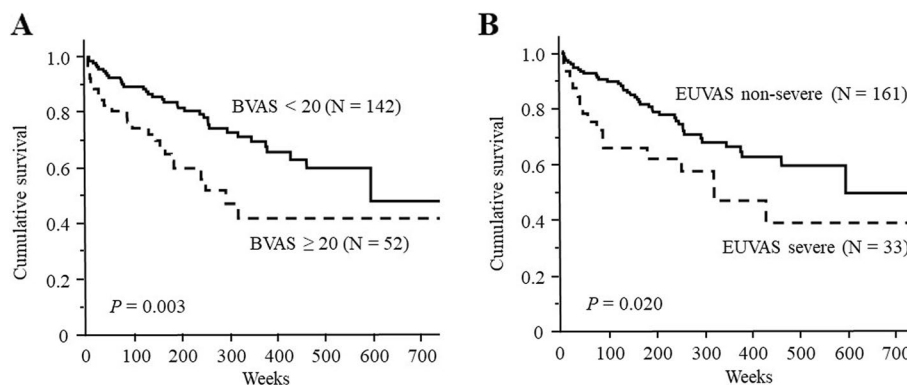 A
Cumulative survival
1.0
0.8
0.6
0.4
0.2
0
BVAS < 20 (N = 142)
BVAS ≥ 20 (N = 52)
P = 0.003
0 100 200 300 400 500 600 700
Weeks
B
Cumulative survival
1.0
0.8
0.6
0.4
0.2
0
EUVAS non-severe (N = 161)
EUVAS severe (N = 33)
P = 0.020
0 100 200 300 400 500 600 700
Weeks